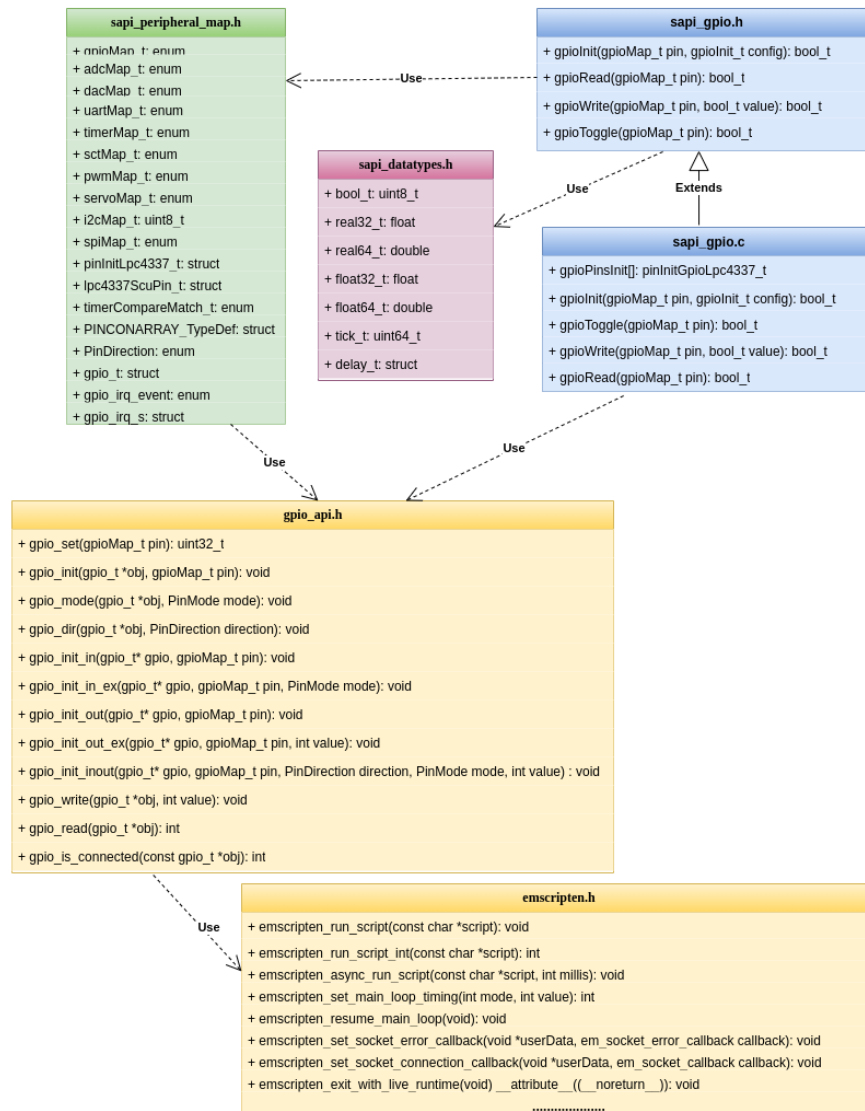 sapi_peripheral_map.h
+ gpioMap_t: enum
+ adcMap_t: enum
+ dacMap_t: enum
+ uartMap_t: enum
+ timerMap_t: enum
+ sctMap_t: enum
+ pwmMap_t: enum
+ servoMap_t: enum
+ i2cMap_t: uint8_t
+ spiMap_t: enum
+ pinInitLpc4337_t: struct
+ lpc4337ScuPin_t: struct
+ timerCompareMatch_t: enum
+ PINCONARRAY_TypeDef: struct
+ PinDirection: enum
+ gpio_t: struct
+ gpio_irq_event: enum
+ gpio_irq_s: struct
sapi_gpio.h
+ gpioInit(gpioMap_t pin, gpioInit_t config): bool_t
+ gpioRead(gpioMap_t pin): bool_t
+ gpioWrite(gpioMap_t pin, bool_t value): bool_t
+ gpioToggle(gpioMap_t pin): bool_t
Use
sapi_datatypes.h
+ bool_t: uint8_t
+ real32_t: float
+ real64_t: double
+ float32_t: float
+ float64_t: double
+ tick_t: uint64_t
+ delay_t: struct
Use
Extends
sapi_gpio.c
+ gpioPinsInit[]: pinInitGpioLpc4337_t
+ gpioInit(gpioMap_t pin, gpioInit_t config): bool_t
+ gpioToggle(gpioMap_t pin): bool_t
+ gpioWrite(gpioMap_t pin, bool_t value): bool_t
+ gpioRead(gpioMap_t pin): bool_t
Use
Use
gpio_api.h
+ gpio_set(gpioMap_t pin): uint32_t
+ gpio_init(gpio_t *obj, gpioMap_t pin): void
+ gpio_mode(gpio_t *obj, PinMode mode): void
+ gpio_dir(gpio_t *obj, PinDirection direction): void
+ gpio_init_in(gpio_t* gpio, gpioMap_t pin): void
+ gpio_init_in_ex(gpio_t* gpio, gpioMap_t pin, PinMode mode): void
+ gpio_init_out(gpio_t* gpio, gpioMap_t pin): void
+ gpio_init_out_ex(gpio_t* gpio, gpioMap_t pin, int value): void
+ gpio_init_inout(gpio_t* gpio, gpioMap_t pin, PinDirection direction, PinMode mode, int value) : void
+ gpio_write(gpio_t *obj, int value): void
+ gpio_read(gpio_t *obj): int
+ gpio_is_connected(const gpio_t *obj): int
Use
emscripten.h
+ emscripten_run_script(const char *script): void
+ emscripten_run_script_int(const char *script): int
+ emscripten_async_run_script(const char *script, int millis): void
+ emscripten_set_main_loop_timing(int mode, int value): int
+ emscripten_resume_main_loop(void): void
+ emscripten_set_socket_error_callback(void *userData, em_socket_error_callback callback): void
+ emscripten_set_socket_connection_callback(void *userData, em_socket_callback callback): void
+ emscripten_exit_with_live_runtime(void) __attribute__((__noreturn__)): void
....................